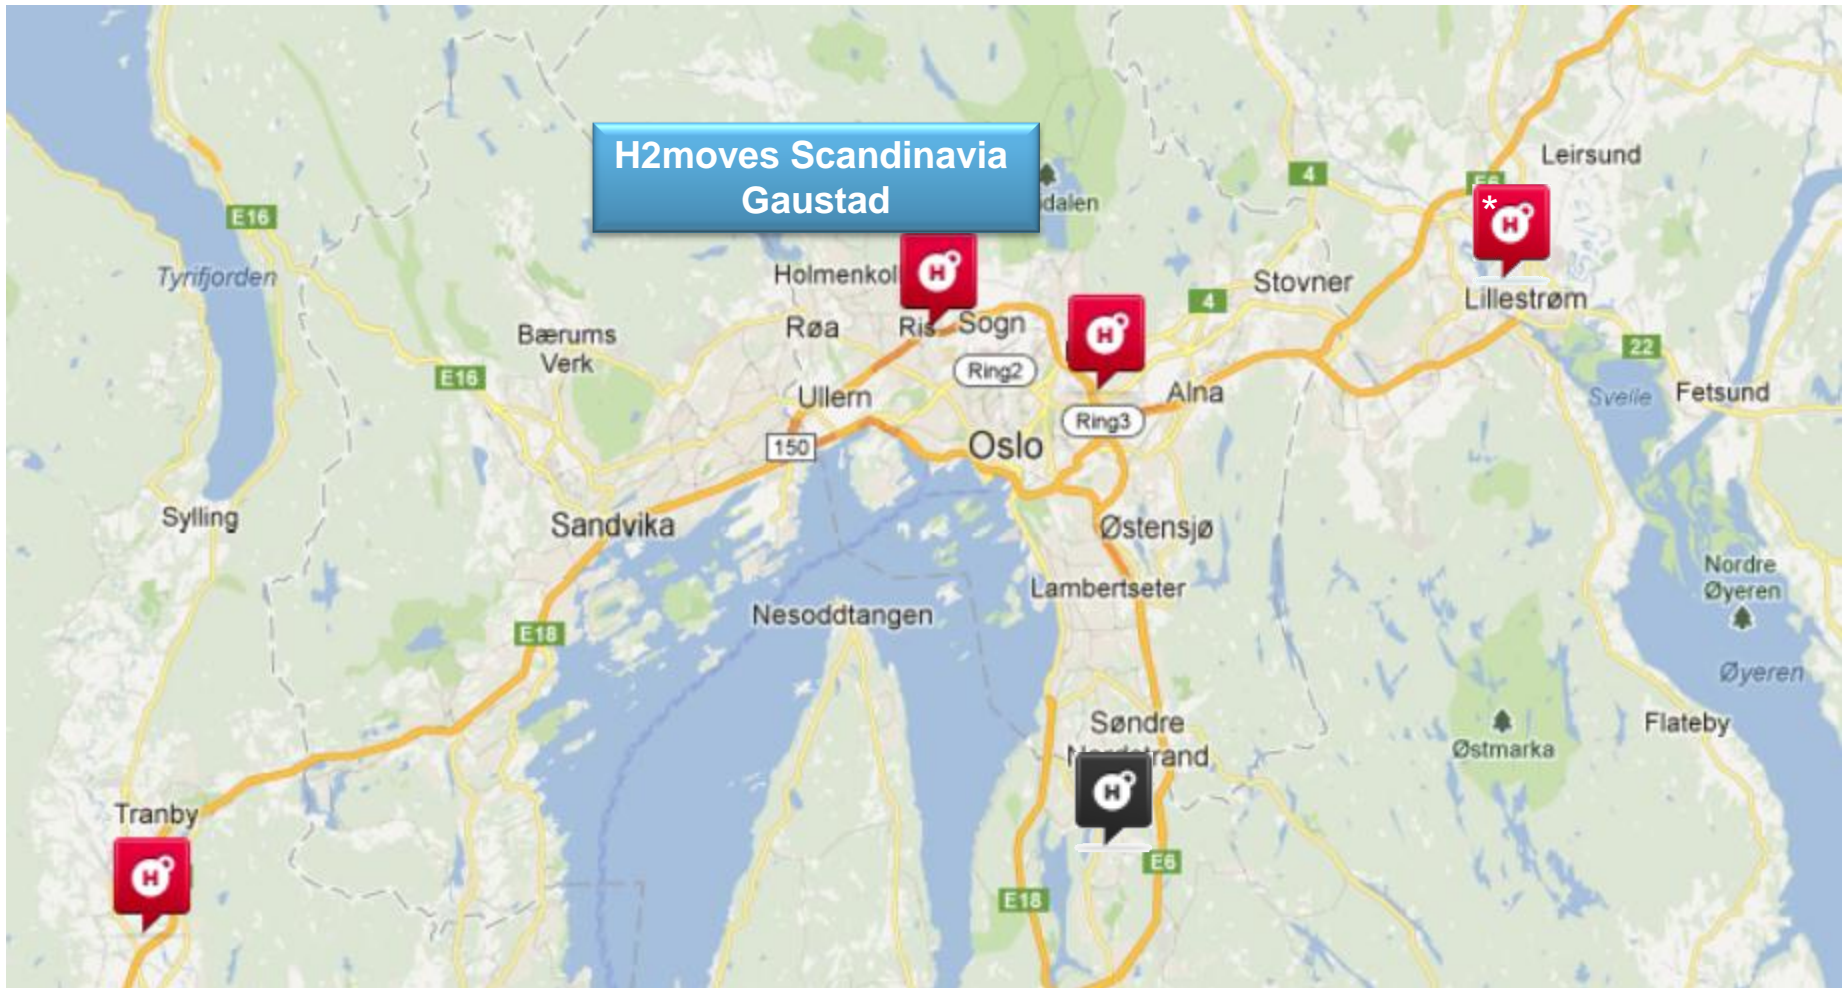 H2moves Scandinavia
Gaustad
Leirsund
4
E6
dalen
E16
*
H
Tyrifjorden
Holmenkol
H
Stovner
4
Lillestrøm
Røa
Ris
Sogn
H
Bærums
Verk
22
Ring2
E16
Ullern
Alna
Sveile
Fetsund
Ring3
150
Oslo
Sylling
Sandvika
Østensjø
Nordre
Øyeren
Lambertseter
Nesoddtangen
E18
Øyeren
Søndre
Nordstrand
Flateby
Østmarka
H
Tranby
H
E6
E18